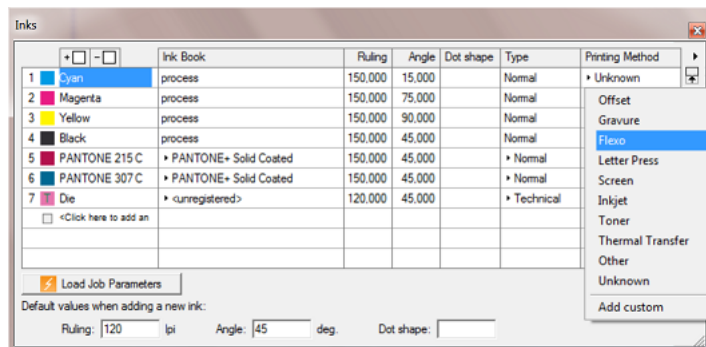 Inks
+ - Ink Book Ruling Angle Dot shape Type Printing Method
1 Cyan process 150,000 15,000 Normal Unknown
2 Magenta process 150,000 75,000 Normal
3 Yellow process 150,000 90,000 Normal
4 Black process 150,000 45,000 Normal
5 PANTONE 215 C PANTONE+ Solid Coated 150,000 45,000 Normal
6 PANTONE 307 C PANTONE+ Solid Coated 150,000 45,000 Normal
7 T Die <unregistered> 120,000 45,000 Technical
<Click here to add an
Offset
Gravure
Flexo
Letter Press
Screen
Inkjet
Toner
Thermal Transfer
Other
Unknown
Add custom
Load Job Parameters
Default values when adding a new ink:
Ruling: 120 lpi Angle: 45 deg. Dot shape: